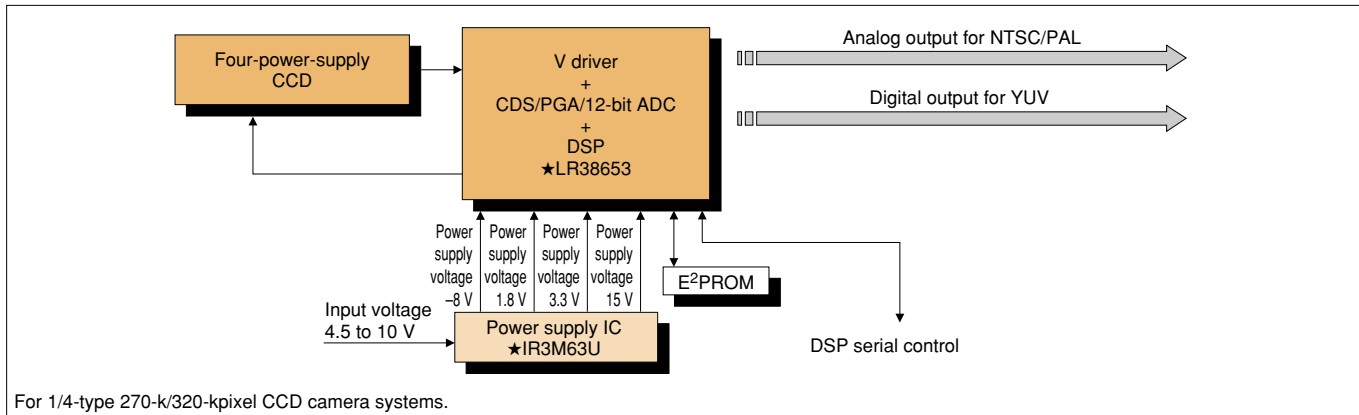 Four-power-supply
CCD
V driver
+
CDS/PGA/12-bit ADC
+
DSP
★LR38653
Analog output for NTSC/PAL
Digital output for YUV
Power
supply
voltage
–8 V
Power
supply
voltage
1.8 V
Power
supply
voltage
3.3 V
Power
supply
voltage
15 V
E²PROM
Input voltage
4.5 to 10 V
Power supply IC
★IR3M63U
DSP serial control
For 1/4-type 270-k/320-kpixel CCD camera systems.